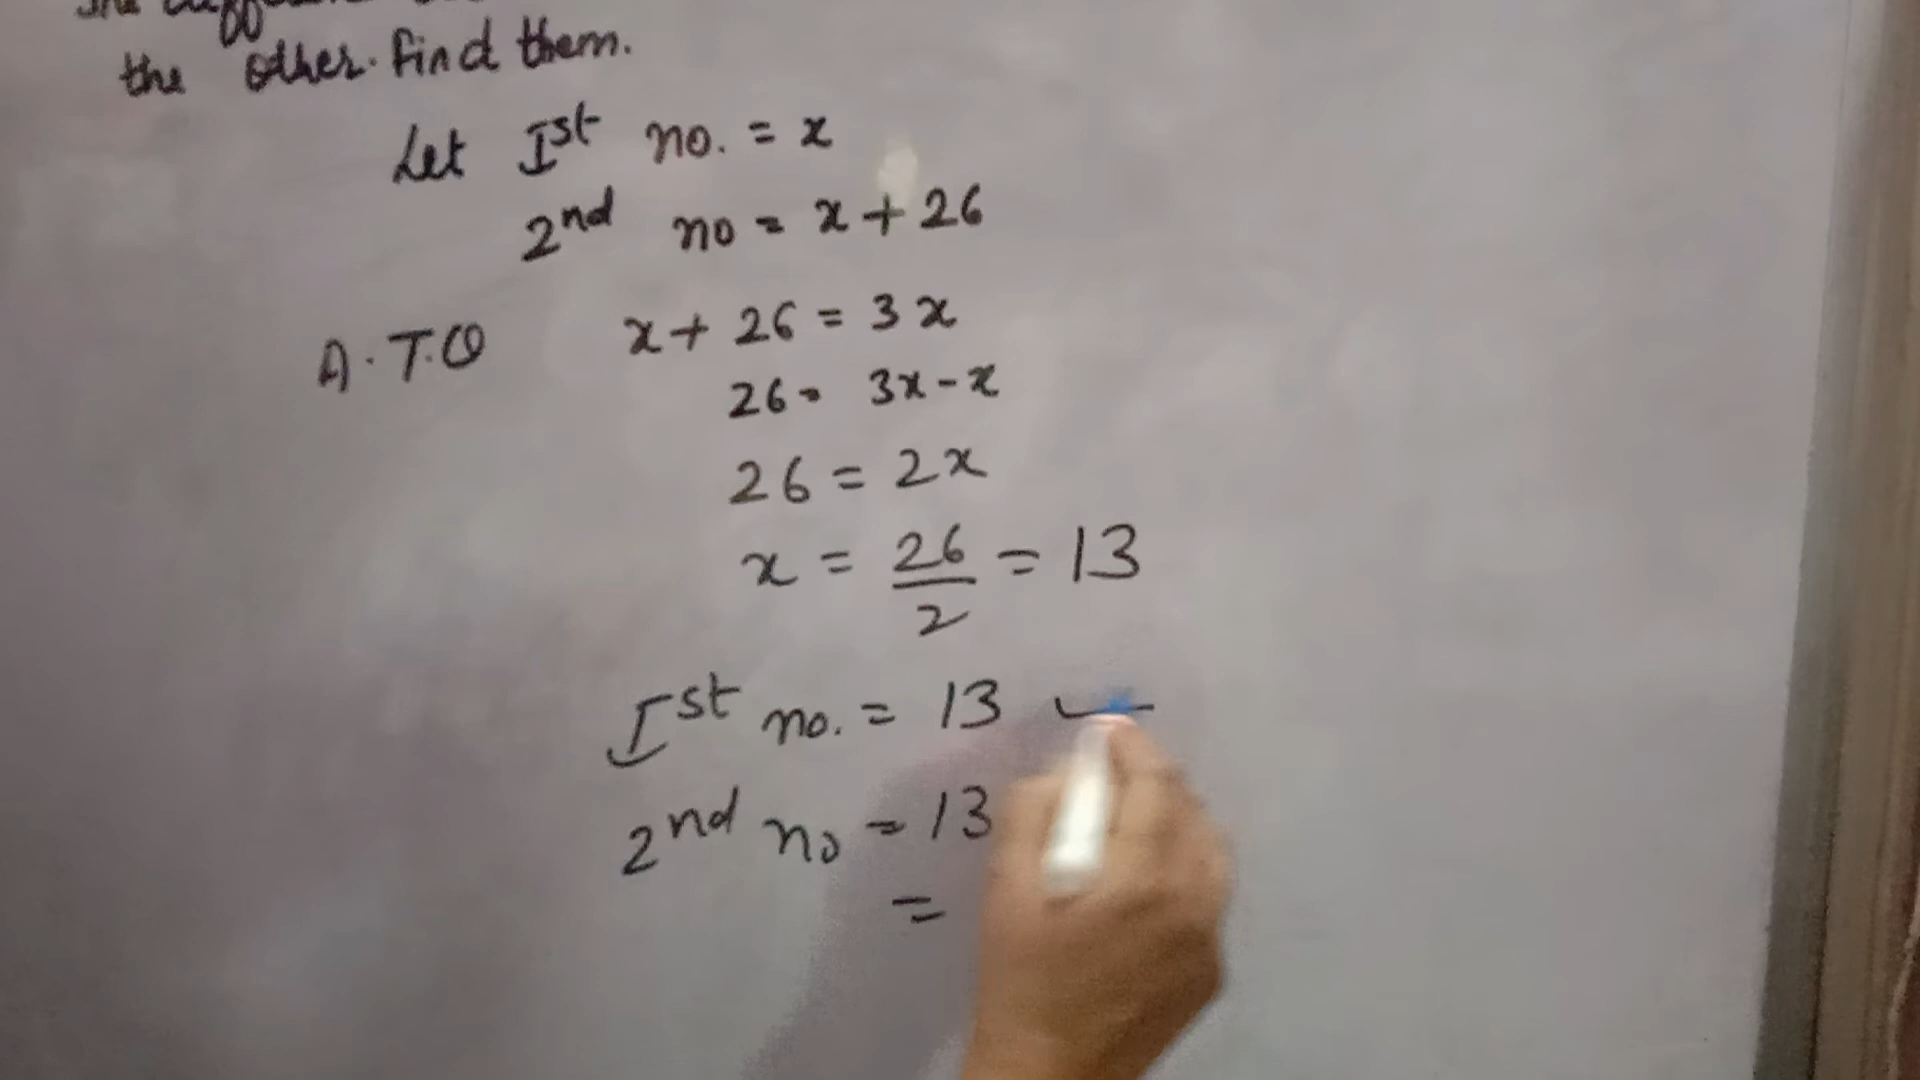 the other. find them.
Let Ist no. = x
2nd no = x + 26
A.T.Q x + 26 = 3x
26 = 3x - x
26 = 2x
x = 26/2 = 13
Ist no. = 13
2nd no = 13
=